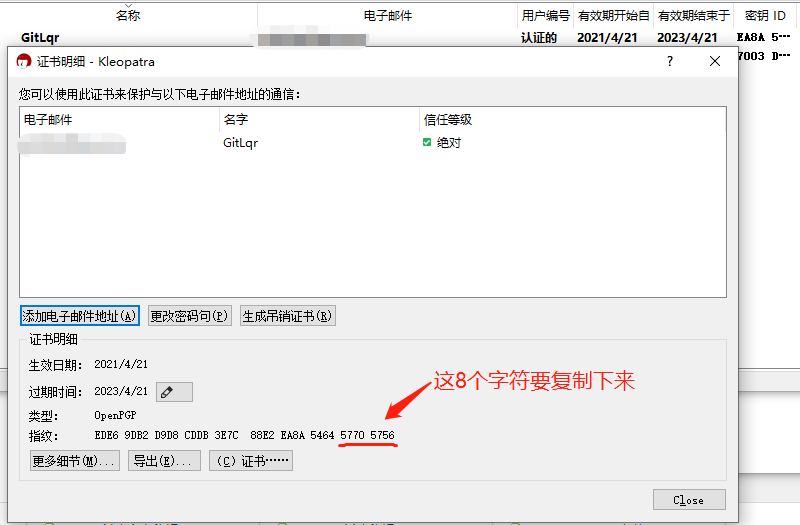 名称 电子邮件 用户编号 有效期开始自 有效期结束于 密钥 ID
GitLqr 认证的 2021/4/21 2023/4/21 EA8A 5…
7003 D…
证书明细 - Kleopatra ? ×
您可以使用此证书来保护与以下电子邮件地址的通信：
电子邮件 名字 信任等级
GitLqr 绝对
添加电子邮件地址(A) 更改密码句(P) 生成吊销证书(R)
证书明细
生效日期： 2021/4/21
过期时间： 2023/4/21
这8个字符要复制下来
类型： OpenPGP
指纹： EDE6 9DB2 D9D8 CDDB 3E7C 88E2 EA8A 5464 5770 5756
更多细节(M)... 导出(E)... (C) 证书……
Close